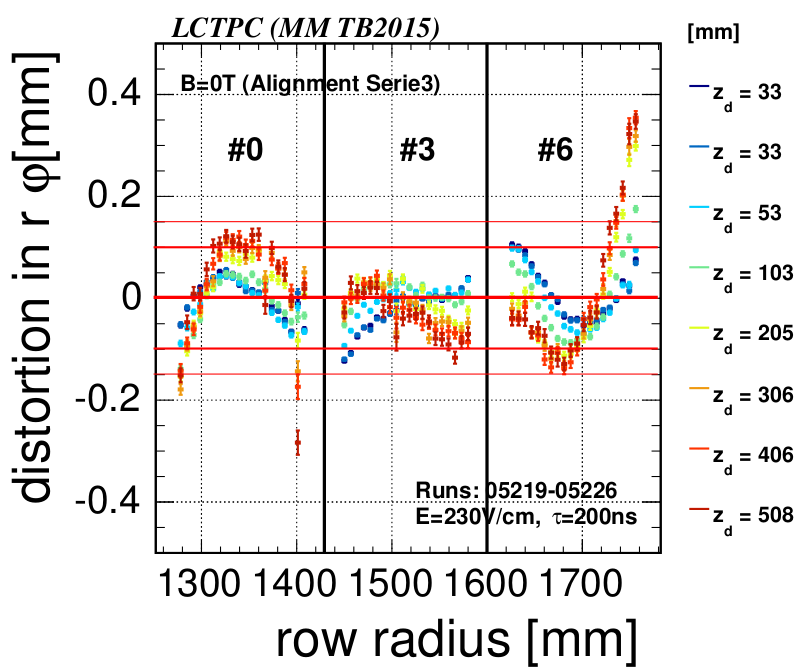 LCTPC (MM TB2015)
[mm]
B=0T (Alignment Serie3)
#0 #3 #6
distortion in r φ[mm]
0.4
0.2
0
-0.2
-0.4
z_d = 33
z_d = 33
z_d = 53
z_d = 103
z_d = 205
z_d = 306
z_d = 406
z_d = 508
Runs: 05219-05226
E=230V/cm, τ=200ns
1300 1400 1500 1600 1700
row radius [mm]